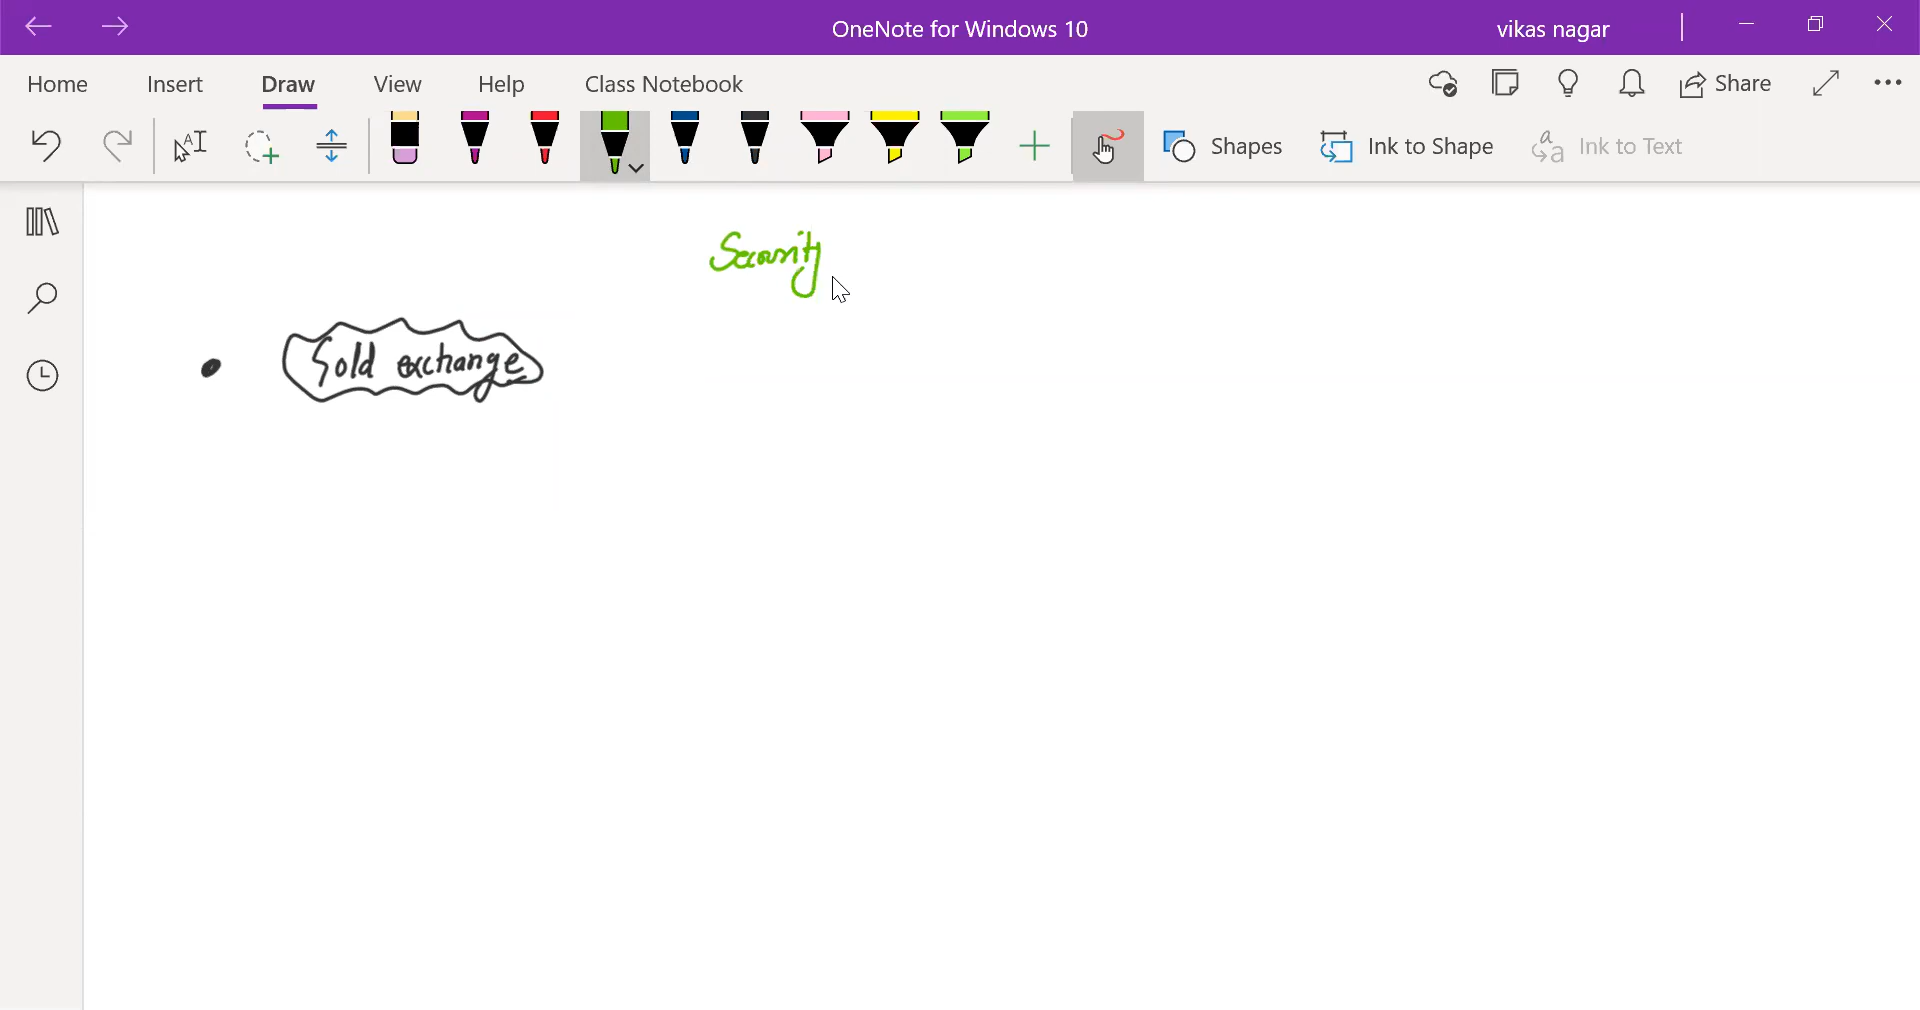 OneNote for Windows 10
vikas nagar
Home Insert Draw View Help Class Notebook
Share
Shapes Ink to Shape Ink to Text
Security
Gold exchange